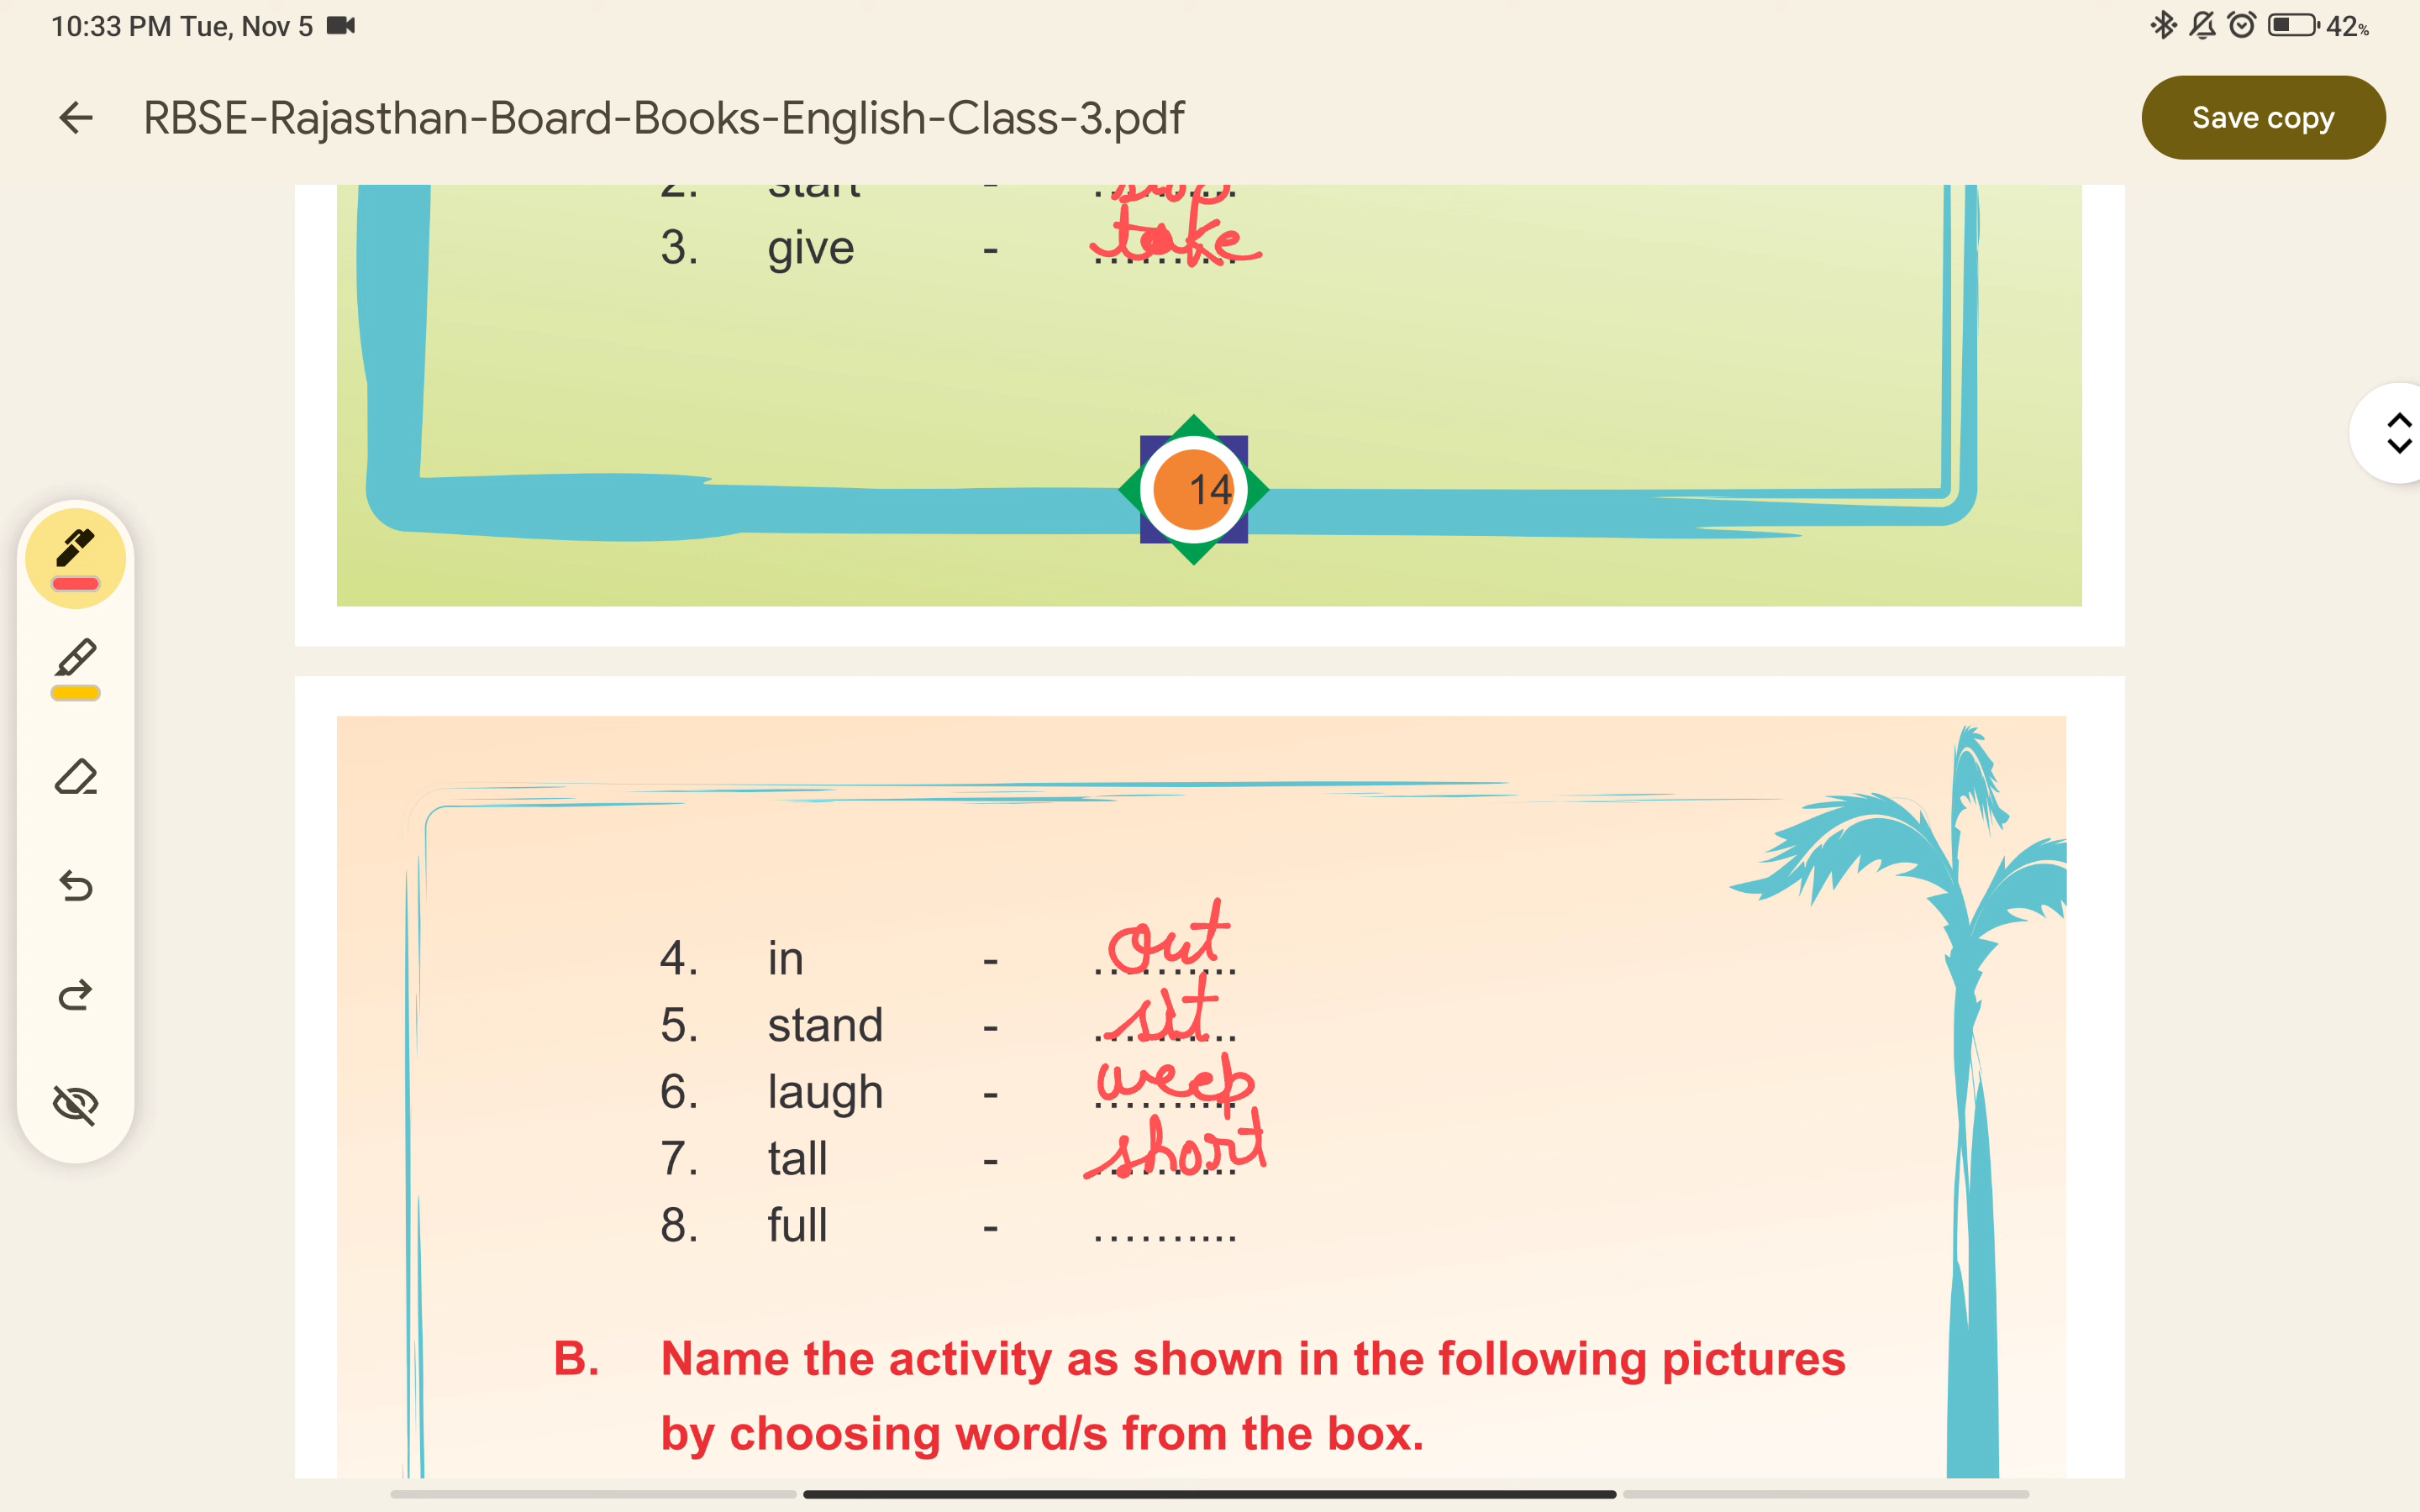 10:33 PM Tue, Nov 5
42%
RBSE-Rajasthan-Board-Books-English-Class-3.pdf
Save copy
2. start -
3. give - take
14
4. in - .......... out
5. stand - .......... sit
6. laugh - .......... weep
7. tall - .......... short
8. full - ..........
B. Name the activity as shown in the following pictures
by choosing word/s from the box.